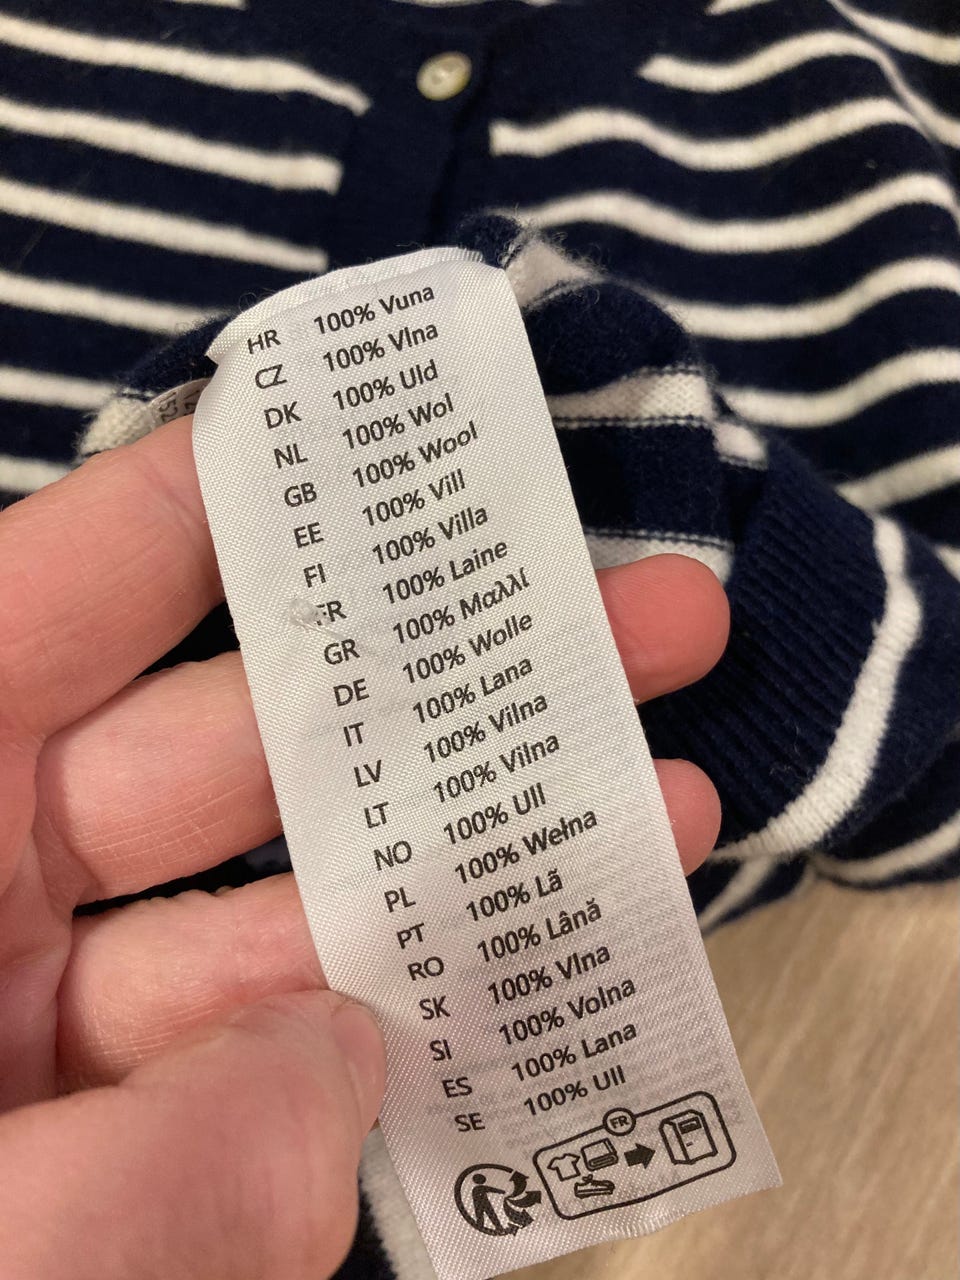 HR 100% Vuna
CZ 100% Vlna
DK 100% Uld
NL 100% Wol
GB 100% Wool
EE 100% Vill
FI 100% Villa
FR 100% Laine
GR 100% Μαλλί
DE 100% Wolle
IT 100% Lana
LV 100% Vilna
LT 100% Vilna
NO 100% Ull
PL 100% Wełna
PT 100% Lã
RO 100% Lână
SK 100% Vlna
SI 100% Volna
ES 100% Lana
SE 100% Ull
FR